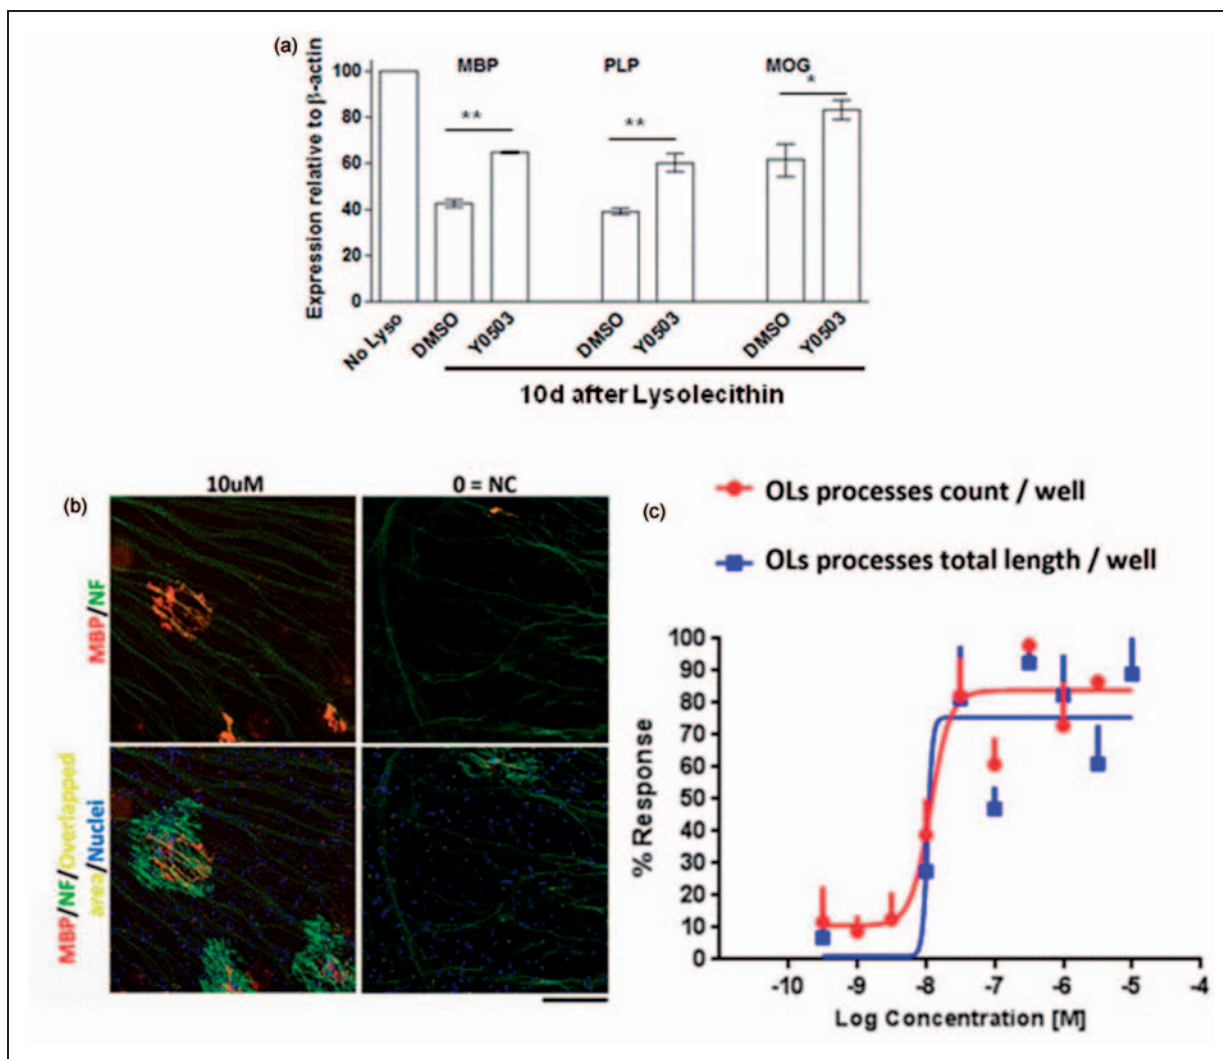 (a)
MBP PLP MOG
** ** *
Expression relative to β-actin
100
80
60
40
20
0
No Lyso DMSO Y0503 DMSO Y0503 DMSO Y0503
10d after Lysolecithin
(b)
10uM 0 = NC
MBP/NF
MBP/NF/Overlapped
area/Nuclei
(c)
OLs processes count / well
OLs processes total length / well
% Response
100
90
80
70
60
50
40
30
20
10
0
-10 -9 -8 -7 -6 -5 -4
Log Concentration [M]